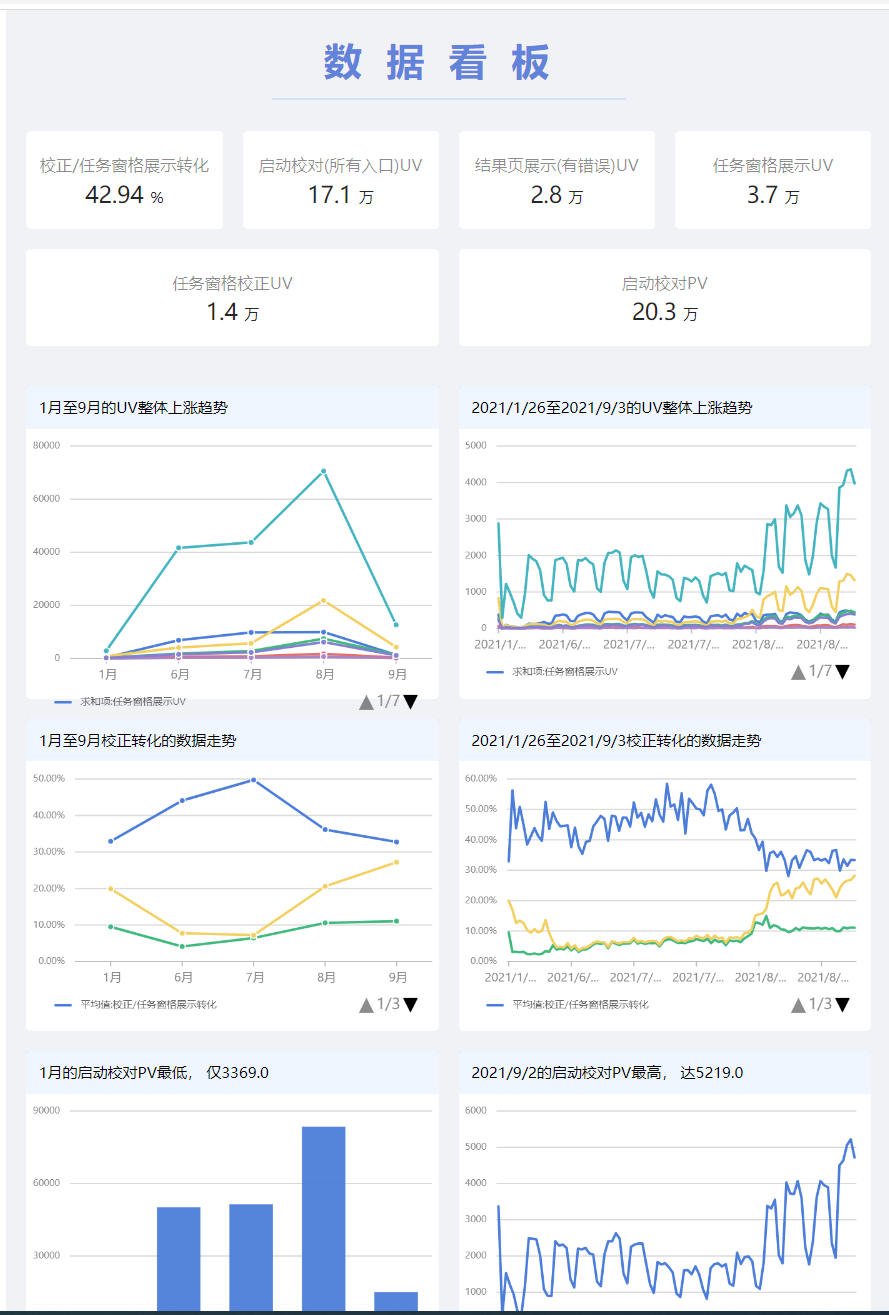 数据看板
校正/任务窗格展示转化
42.94 %
启动校对(所有入口)UV
17.1 万
结果页展示(有错误)UV
2.8 万
任务窗格展示UV
3.7 万
任务窗格校正UV
1.4 万
启动校对PV
20.3 万
1月至9月的UV整体上涨趋势
80000
60000
40000
20000
0
1月 6月 7月 8月 9月
求和项:任务窗格展示UV
1/7
2021/1/26至2021/9/3的UV整体上涨趋势
5000
4000
3000
2000
1000
0
2021/1/... 2021/6/... 2021/7/... 2021/7/... 2021/8/... 2021/8/...
求和项:任务窗格展示UV
1/7
1月至9月校正转化的数据走势
50.00%
40.00%
30.00%
20.00%
10.00%
0.00%
1月 6月 7月 8月 9月
平均值:校正/任务窗格展示转化
1/3
2021/1/26至2021/9/3校正转化的数据走势
60.00%
50.00%
40.00%
30.00%
20.00%
10.00%
0.00%
2021/1/... 2021/6/... 2021/7/... 2021/7/... 2021/8/... 2021/8/...
平均值:校正/任务窗格展示转化
1/3
1月的启动校对PV最低， 仅3369.0
90000
60000
30000
2021/9/2的启动校对PV最高， 达5219.0
6000
5000
4000
3000
2000
1000